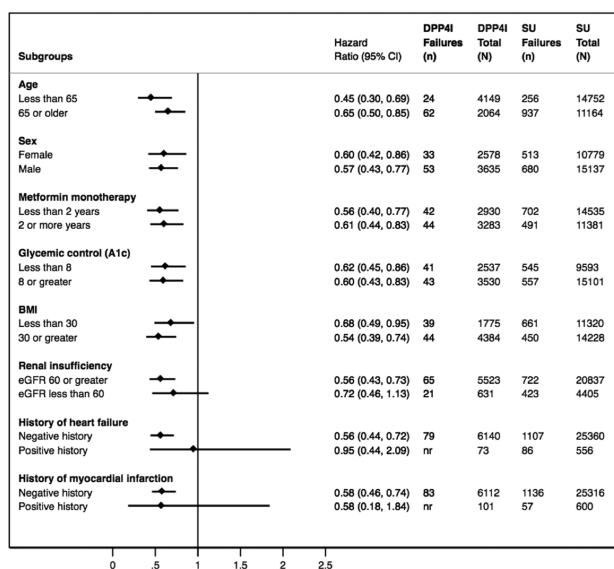 DPP4I DPP4I SU SU
Hazard Failures Total Failures Total
Subgroups Ratio (95% CI) (n) (N) (n) (N)
Age
Less than 65 0.45 (0.30, 0.69) 24 4149 256 14752
65 or older 0.65 (0.50, 0.85) 62 2064 937 11164
Sex
Female 0.60 (0.42, 0.86) 33 2578 513 10779
Male 0.57 (0.43, 0.77) 53 3635 680 15137
Metformin monotherapy
Less than 2 years 0.56 (0.40, 0.77) 42 2930 702 14535
2 or more years 0.61 (0.44, 0.83) 44 3283 491 11381
Glycemic control (A1c)
Less than 8 0.62 (0.45, 0.86) 41 2537 545 9593
8 or greater 0.60 (0.43, 0.83) 43 3530 557 15101
BMI
Less than 30 0.68 (0.49, 0.95) 39 1775 661 11320
30 or greater 0.54 (0.39, 0.74) 44 4384 450 14228
Renal insufficiency
eGFR 60 or greater 0.56 (0.43, 0.73) 65 5523 722 20837
eGFR less than 60 0.72 (0.46, 1.13) 21 631 423 4405
History of heart failure
Negative history 0.56 (0.44, 0.72) 79 6140 1107 25360
Positive history 0.95 (0.44, 2.09) nr 73 86 556
History of myocardial infarction
Negative history 0.58 (0.46, 0.74) 83 6112 1136 25316
Positive history 0.58 (0.18, 1.84) nr 101 57 600
0 .5 1 1.5 2 2.5